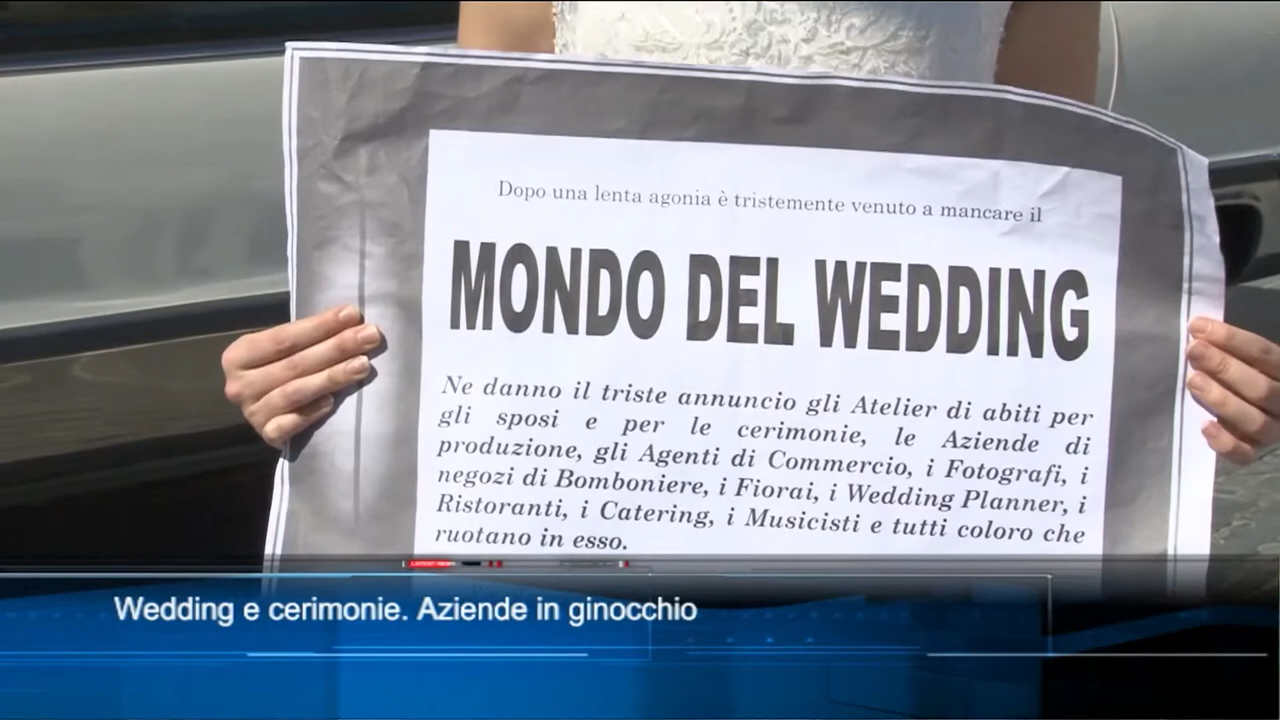 Dopo una lenta agonia è tristemente venuto a mancare il
MONDO DEL WEDDING
Ne danno il triste annuncio gli Atelier di abiti per
gli sposi e per le cerimonie, le Aziende di
produzione, gli Agenti di Commercio, i Fotografi, i
negozi di Bomboniere, i Fiorai, i Wedding Planner, i
Ristoranti, i Catering, i Musicisti e tutti coloro che
ruotano in esso.
LATEST NEWS
Wedding e cerimonie. Aziende in ginocchio